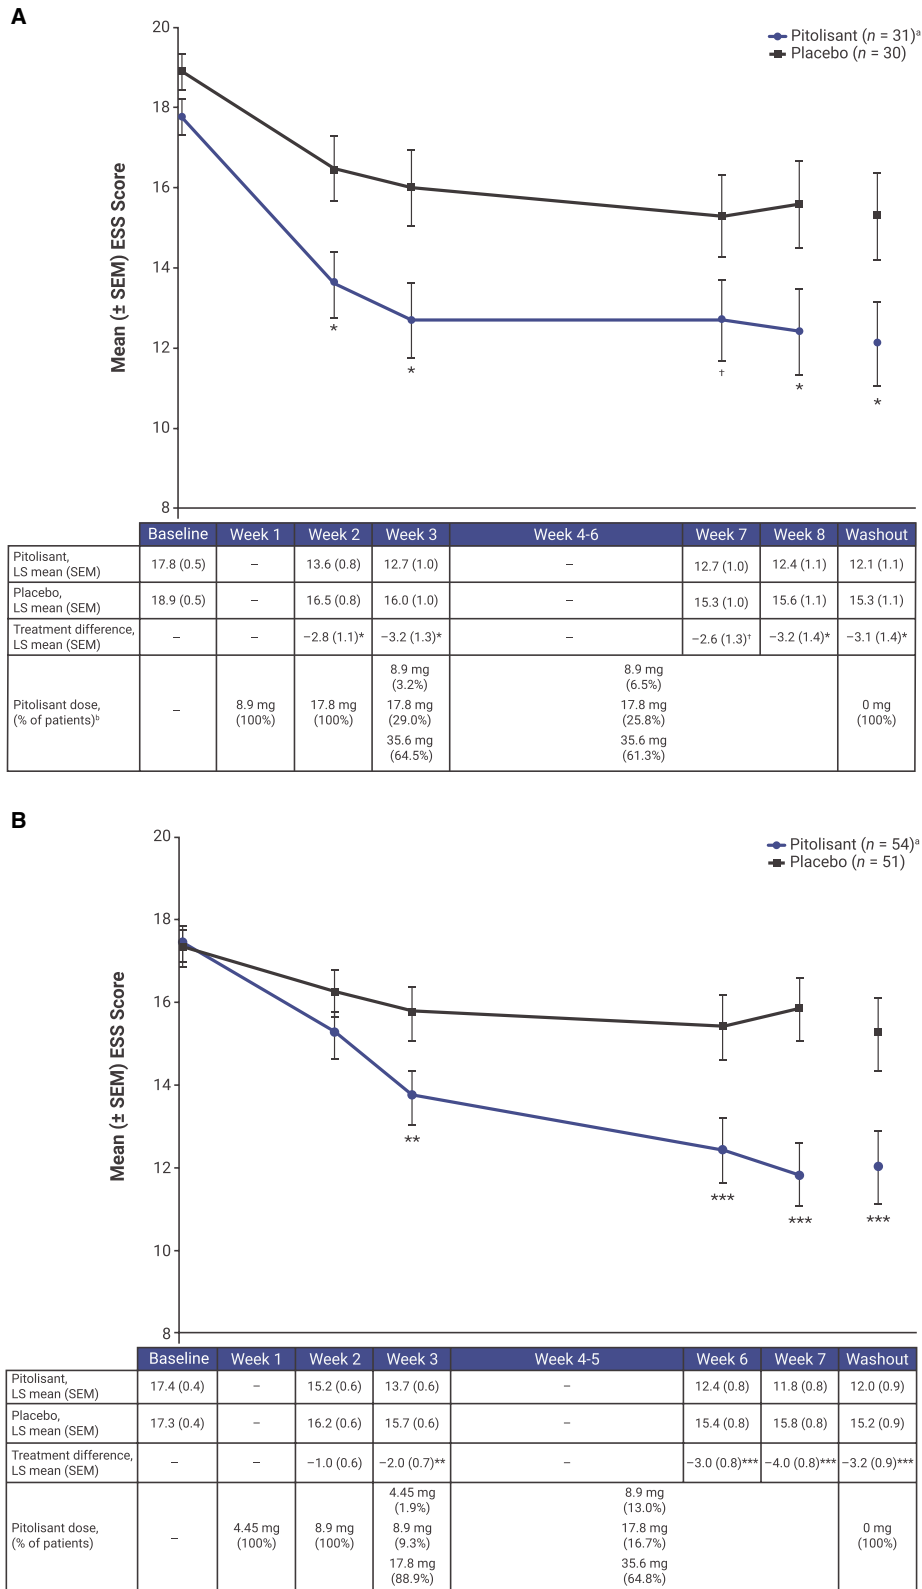 A
Pitolisant (n = 31)ᵃ
Placebo (n = 30)
Mean (± SEM) ESS Score
20
18
16
14
12
10
8
*
*
†
*
*
Baseline Week 1 Week 2 Week 3 Week 4-6 Week 7 Week 8 Washout
Pitolisant,
LS mean (SEM)
17.8 (0.5) – 13.6 (0.8) 12.7 (1.0) – 12.7 (1.0) 12.4 (1.1) 12.1 (1.1)
Placebo,
LS mean (SEM)
18.9 (0.5) – 16.5 (0.8) 16.0 (1.0) – 15.3 (1.0) 15.6 (1.1) 15.3 (1.1)
Treatment difference,
LS mean (SEM)
– – −2.8 (1.1)* −3.2 (1.3)* – −2.6 (1.3)† −3.2 (1.4)* −3.1 (1.4)*
Pitolisant dose,
(% of patients)ᵇ
–
8.9 mg
(100%)
17.8 mg
(100%)
8.9 mg
(3.2%)
17.8 mg
(29.0%)
35.6 mg
(64.5%)
8.9 mg
(6.5%)
17.8 mg
(25.8%)
35.6 mg
(61.3%)
0 mg
(100%)
B
Pitolisant (n = 54)ᵃ
Placebo (n = 51)
Mean (± SEM) ESS Score
20
18
16
14
12
10
8
**
***
***
***
Baseline Week 1 Week 2 Week 3 Week 4-5 Week 6 Week 7 Washout
Pitolisant,
LS mean (SEM)
17.4 (0.4) – 15.2 (0.6) 13.7 (0.6) – 12.4 (0.8) 11.8 (0.8) 12.0 (0.9)
Placebo,
LS mean (SEM)
17.3 (0.4) – 16.2 (0.6) 15.7 (0.6) – 15.4 (0.8) 15.8 (0.8) 15.2 (0.9)
Treatment difference,
LS mean (SEM)
– – −1.0 (0.6) −2.0 (0.7)** – −3.0 (0.8)*** −4.0 (0.8)*** −3.2 (0.9)***
Pitolisant dose,
(% of patients)
–
4.45 mg
(100%)
8.9 mg
(100%)
4.45 mg
(1.9%)
8.9 mg
(9.3%)
17.8 mg
(88.9%)
8.9 mg
(13.0%)
17.8 mg
(16.7%)
35.6 mg
(64.8%)
0 mg
(100%)